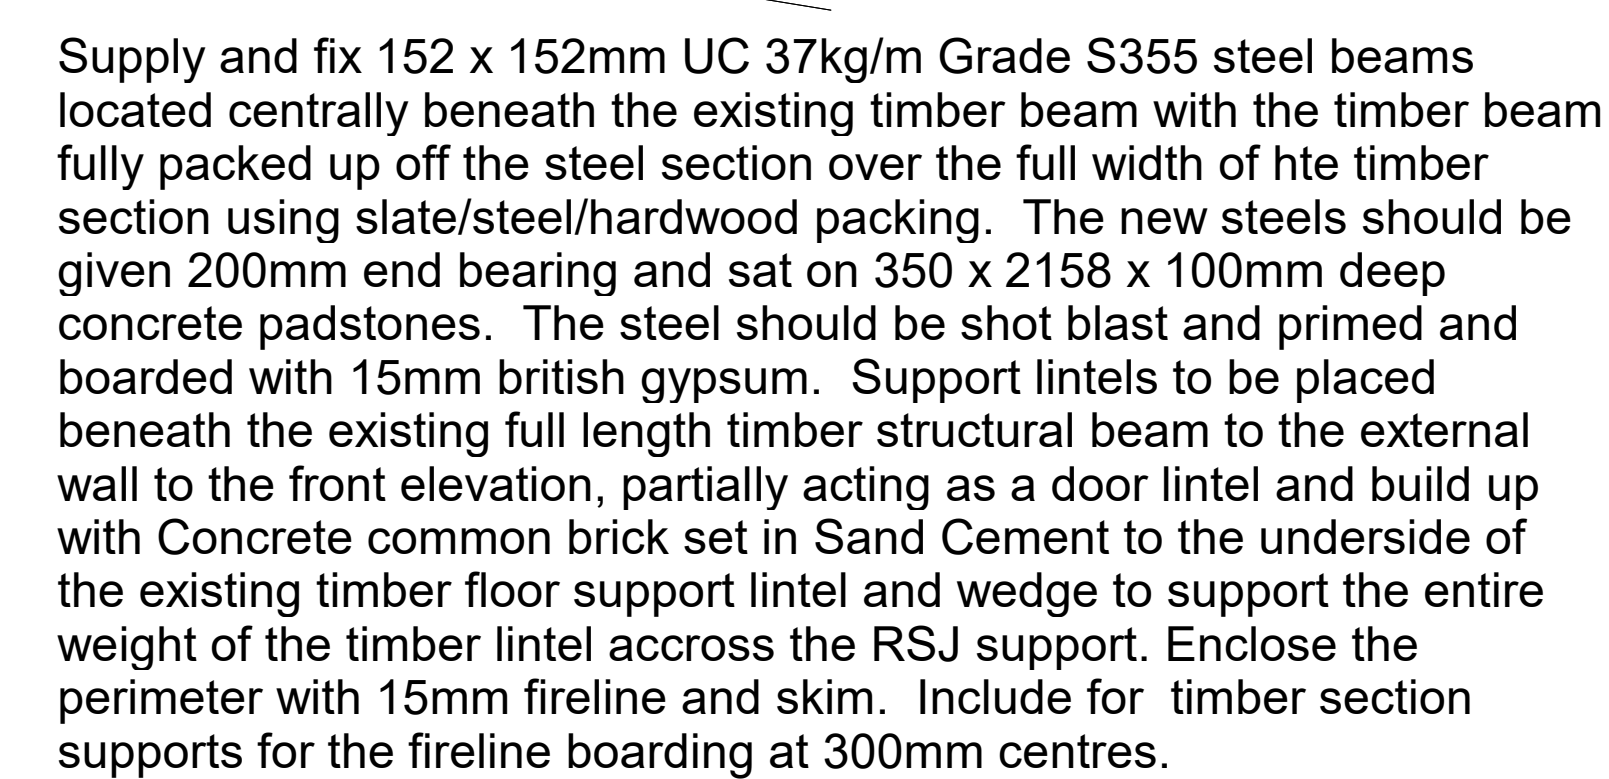 Supply and fix 152 x 152mm UC 37kg/m Grade S355 steel beams
located centrally beneath the existing timber beam with the timber beam
fully packed up off the steel section over the full width of hte timber
section using slate/steel/hardwood packing.  The new steels should be
given 200mm end bearing and sat on 350 x 2158 x 100mm deep
concrete padstones.  The steel should be shot blast and primed and
boarded with 15mm british gypsum.  Support lintels to be placed
beneath the existing full length timber structural beam to the external
wall to the front elevation, partially acting as a door lintel and build up
with Concrete common brick set in Sand Cement to the underside of
the existing timber floor support lintel and wedge to support the entire
weight of the timber lintel accross the RSJ support. Enclose the
perimeter with 15mm fireline and skim.  Include for  timber section
supports for the fireline boarding at 300mm centres.